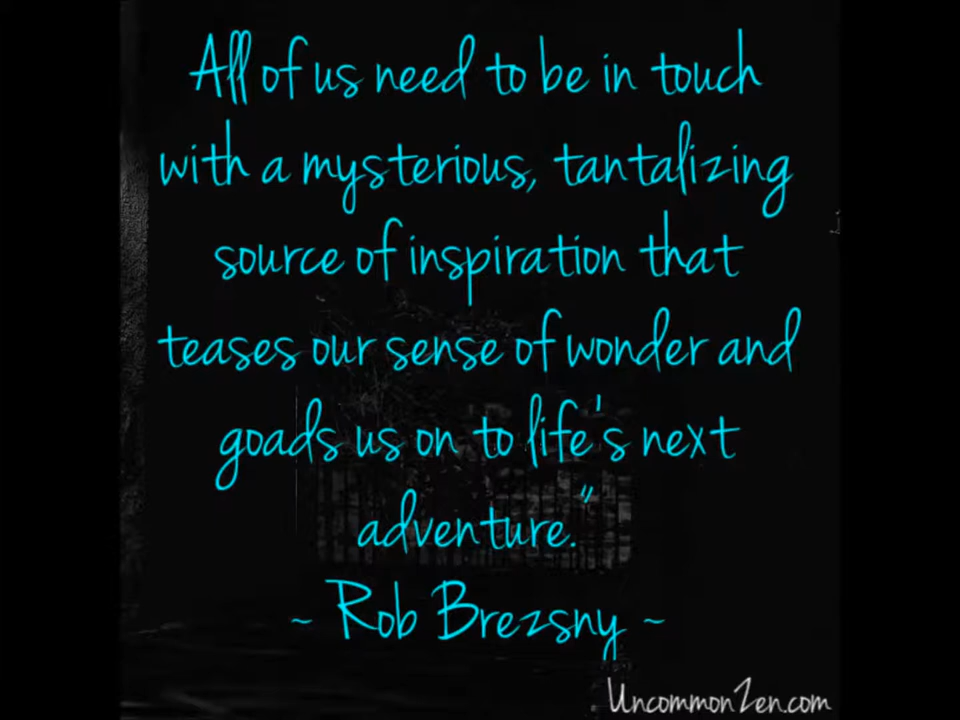 All of us need to be in touch
with a mysterious, tantalizing
source of inspiration that
teases our sense of wonder and
goads us on to life's next
adventure."
~ Rob Brezsny ~
UncommonZen.com